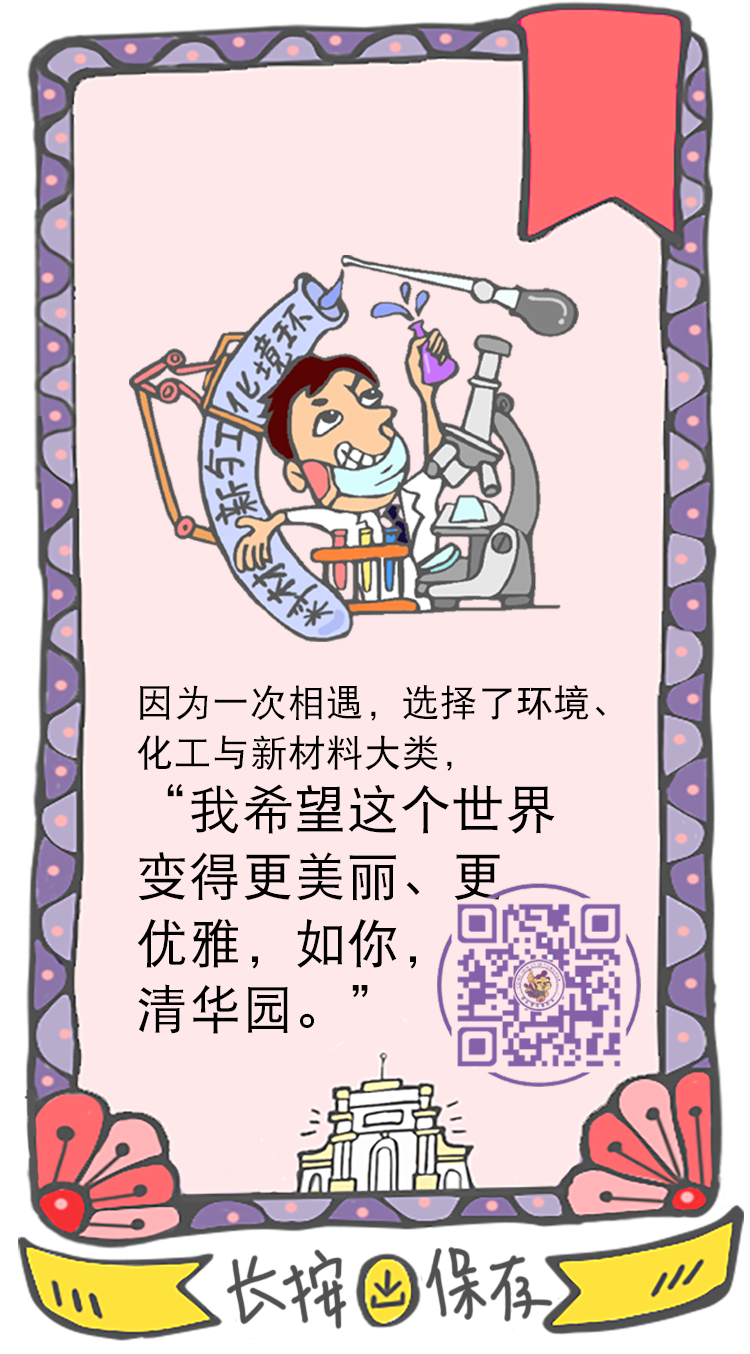 环境化工与新材料
因为一次相遇，选择了环境、
化工与新材料大类，
“我希望这个世界
变得更美丽、更
优雅，如你，
清华园。”
长按 保存